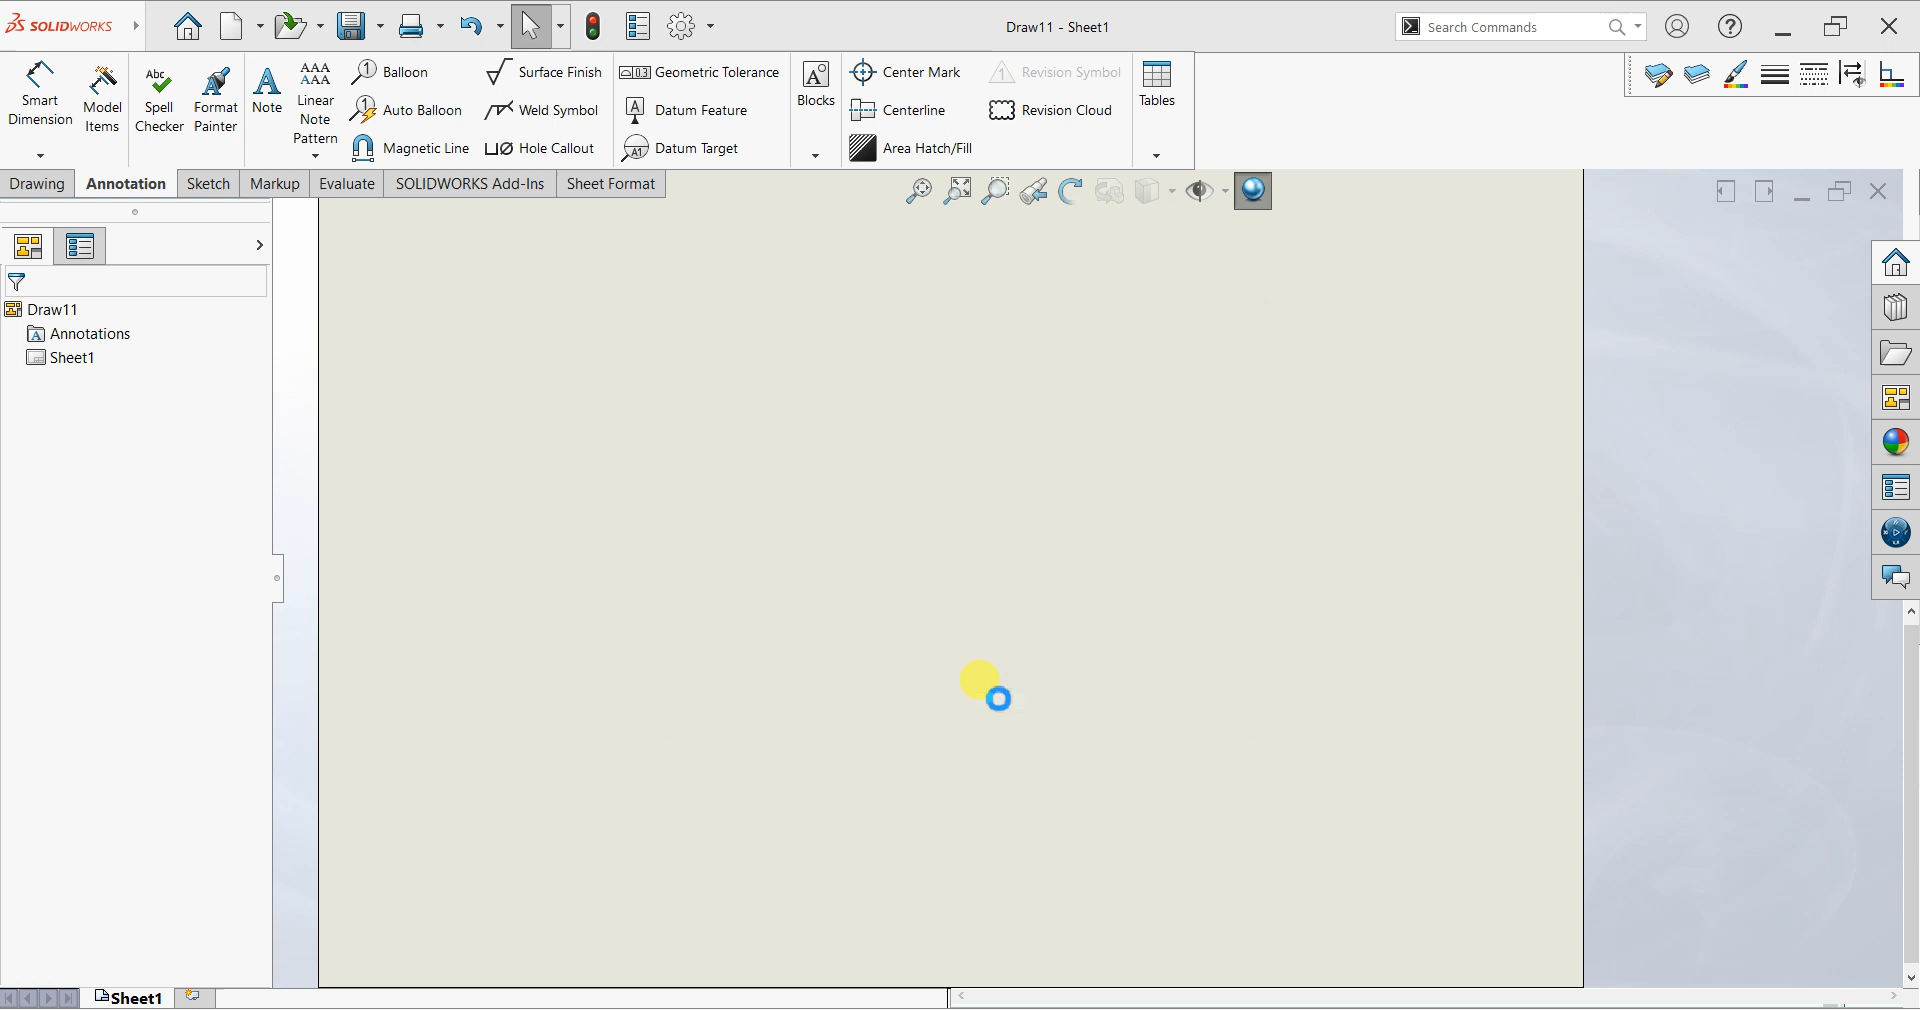 SOLIDWORKS
Draw11 - Sheet1
Search Commands
Smart Dimension
Model Items
Abc
Spell Checker
Format Painter
Note
AAA
AAA
Linear Note Pattern
Balloon
Auto Balloon
Magnetic Line
Surface Finish
Weld Symbol
Hole Callout
Geometric Tolerance
Datum Feature
Datum Target
Blocks
Center Mark
Centerline
Area Hatch/Fill
Revision Symbol
Revision Cloud
Tables
Drawing
Annotation
Sketch
Markup
Evaluate
SOLIDWORKS Add-Ins
Sheet Format
Draw11
Annotations
Sheet1
Sheet1